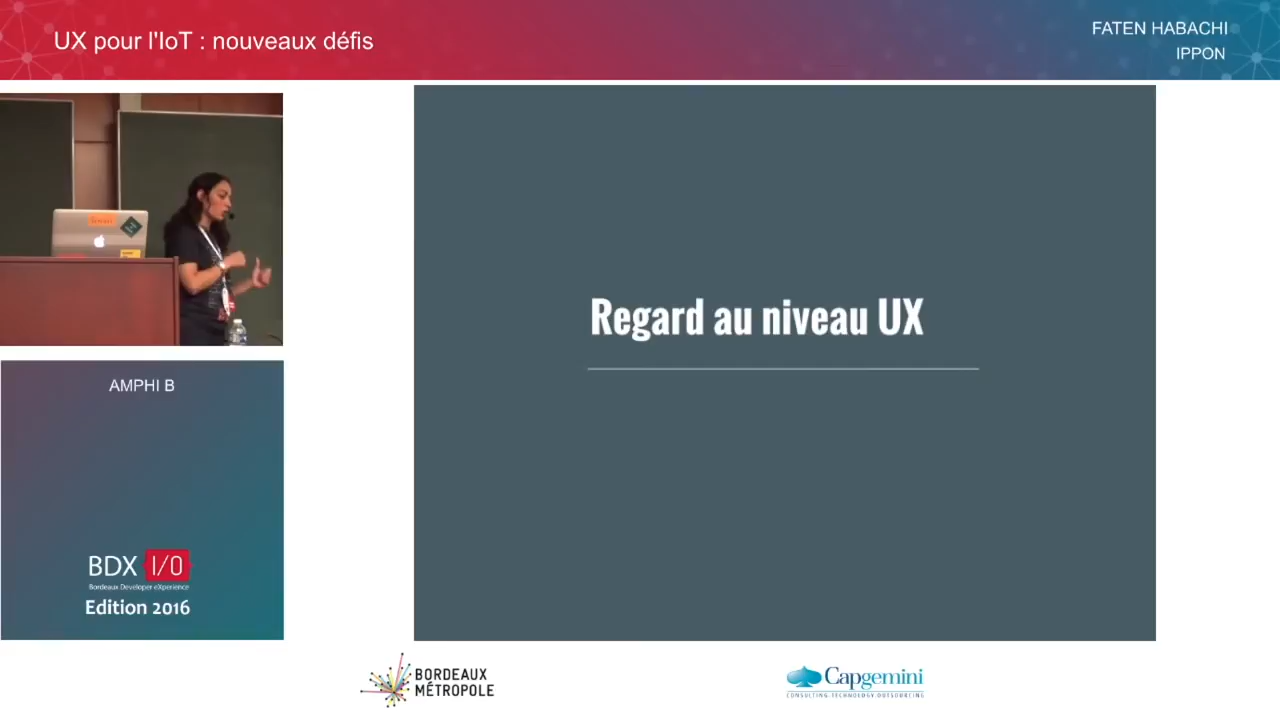 UX pour l'IoT : nouveaux défis
FATEN HABACHI
IPPON
Regard au niveau UX
AMPHI B
BDX I/O
Bordeaux Developer eXperience
Edition 2016
BORDEAUX
MÉTROPOLE
Capgemini
CONSULTING.TECHNOLOGY.OUTSOURCING